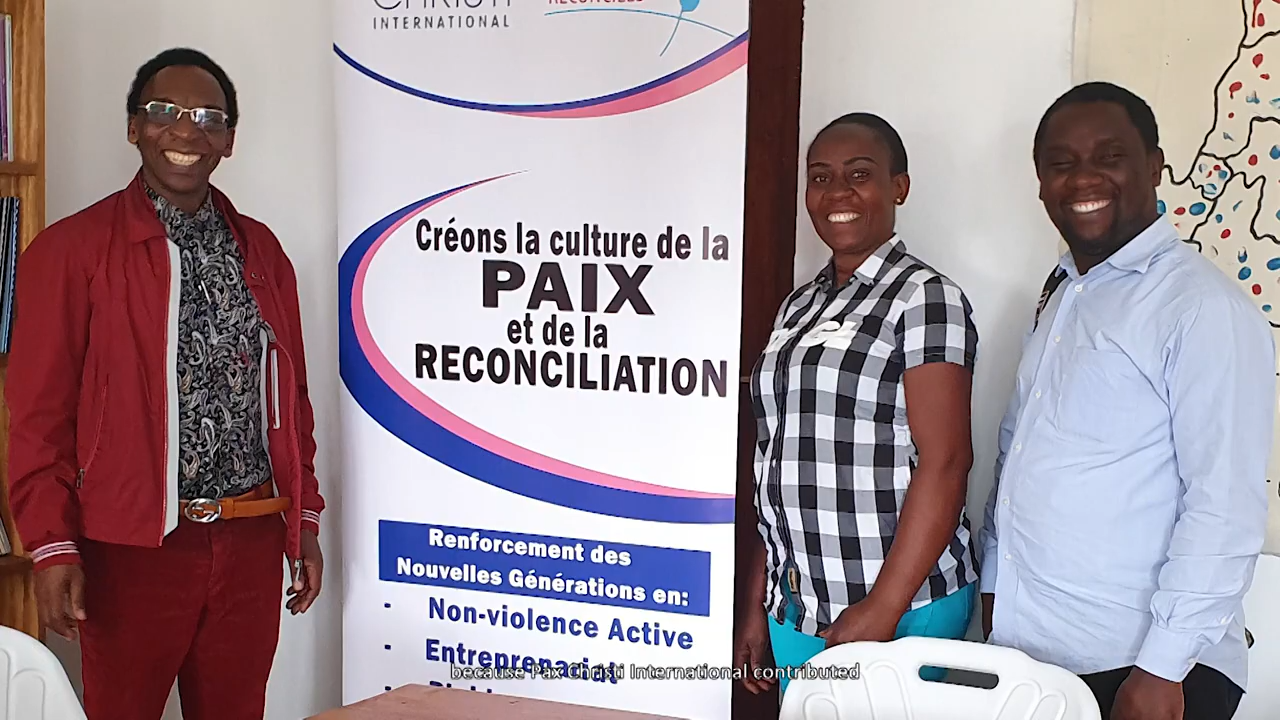 CHRISTI
INTERNATIONAL
Créons la culture de la
PAIX
et de la
RECONCILIATION
Renforcement des
Nouvelles Générations en:
- Non-violence Active
- Entreprenariat
because Pax Christi International contributed